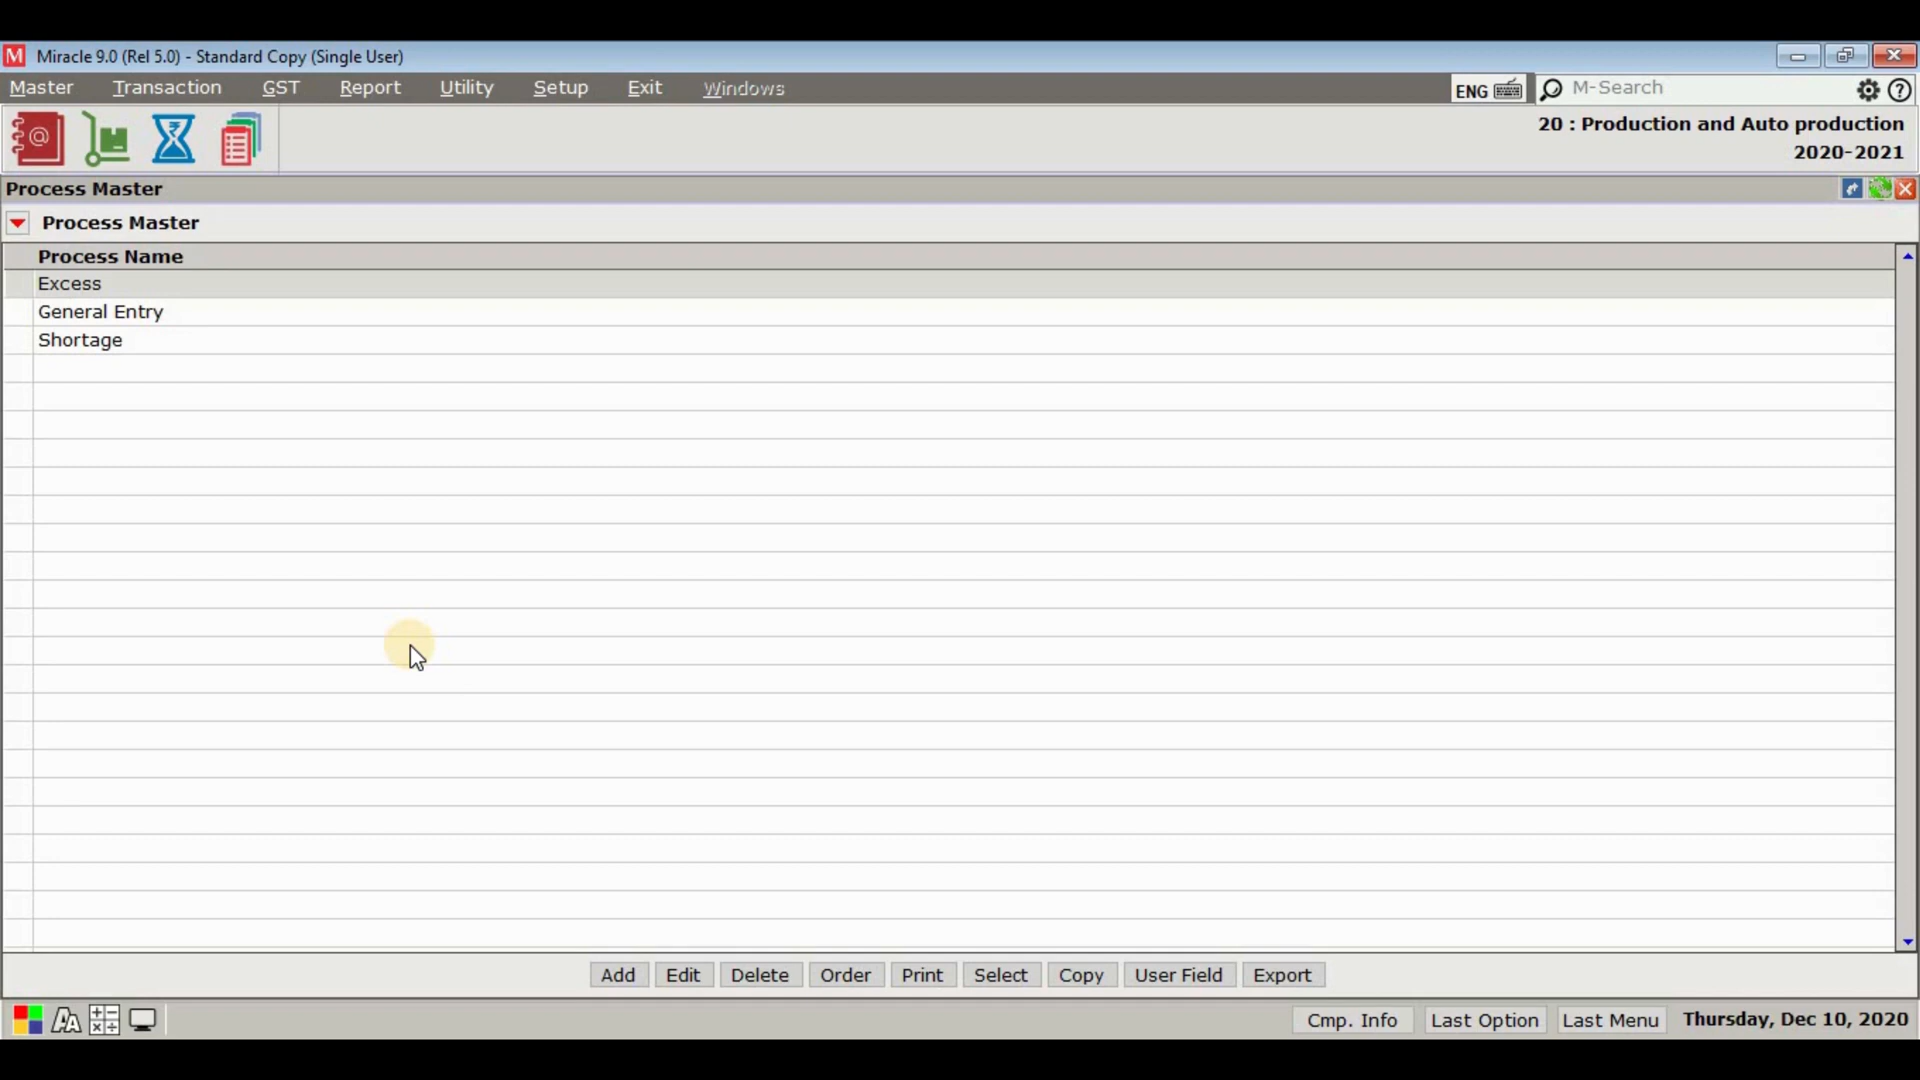 M Miracle 9.0 (Rel 5.0) - Standard Copy (Single User)
Master Transaction GST Report Utility Setup Exit Windows ENG M-Search
20 : Production and Auto production
2020-2021
Process Master
Process Master
Process Name
Excess
General Entry
Shortage
Add Edit Delete Order Print Select Copy User Field Export
Cmp. Info Last Option Last Menu Thursday, Dec 10, 2020